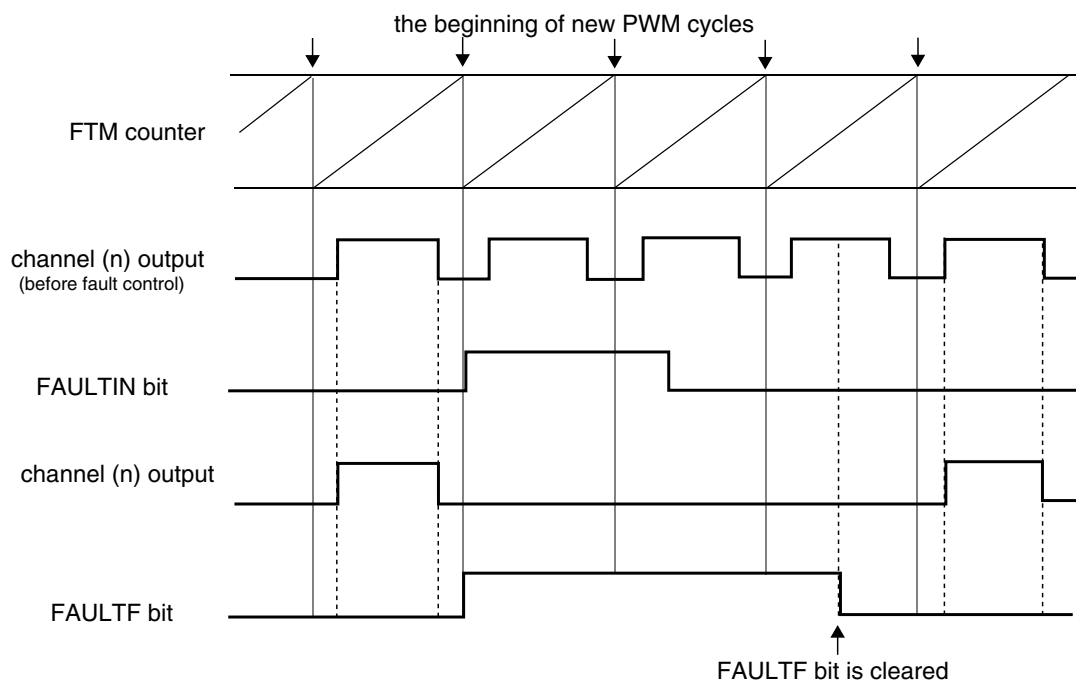 the beginning of new PWM cycles
FTM counter
channel (n) output
(before fault control)
FAULTIN bit
channel (n) output
FAULTF bit
FAULTF bit is cleared